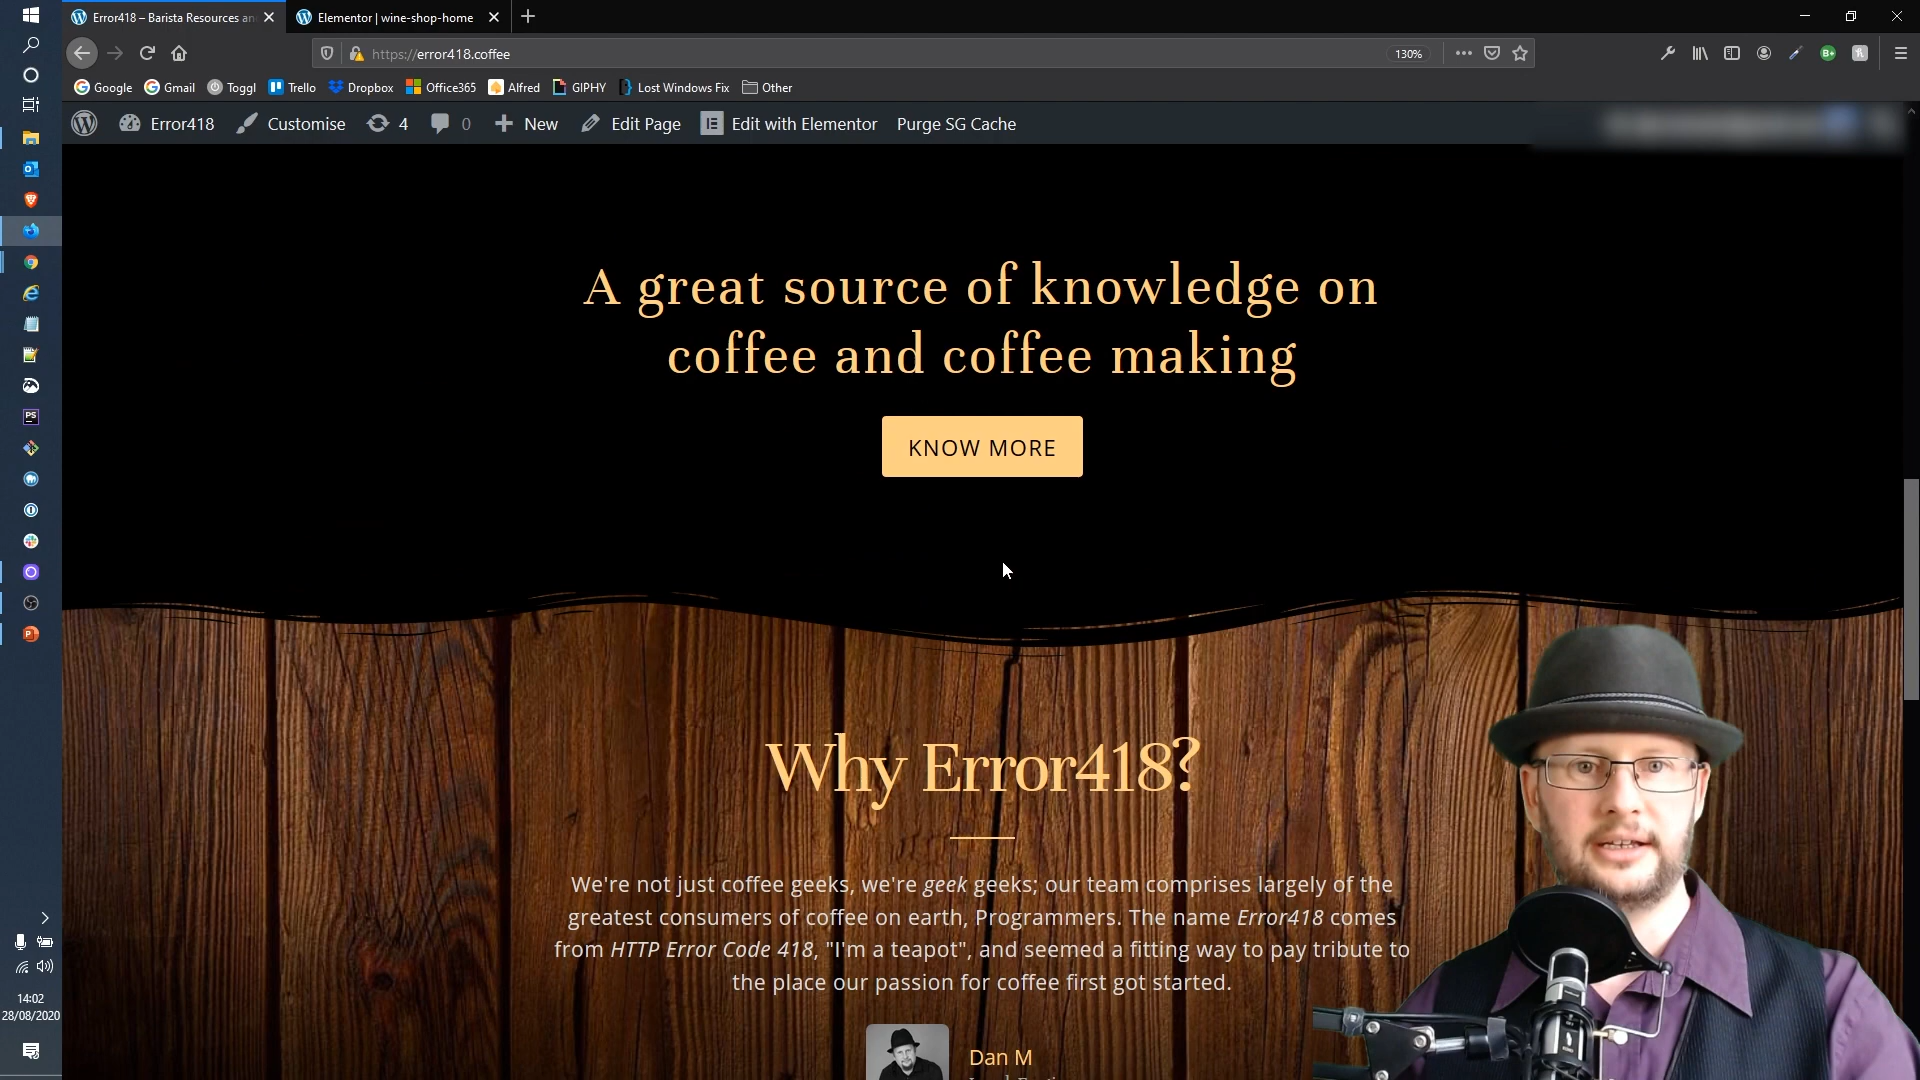 Error418 – Barista Resources an
Elementor | wine-shop-home
https://error418.coffee
130%
Google
Gmail
Toggl
Trello
Dropbox
Office365
Alfred
GIPHY
Lost Windows Fix
Other
Error418
Customise
4
0
New
Edit Page
Edit with Elementor
Purge SG Cache
A great source of knowledge on
coffee and coffee making
KNOW MORE
Why Error418?
We're not just coffee geeks, we're geek geeks; our team comprises largely of the
greatest consumers of coffee on earth, Programmers. The name Error418 comes
from HTTP Error Code 418, "I'm a teapot", and seemed a fitting way to pay tribute to
the place our passion for coffee first got started.
Dan M
14:02
28/08/2020